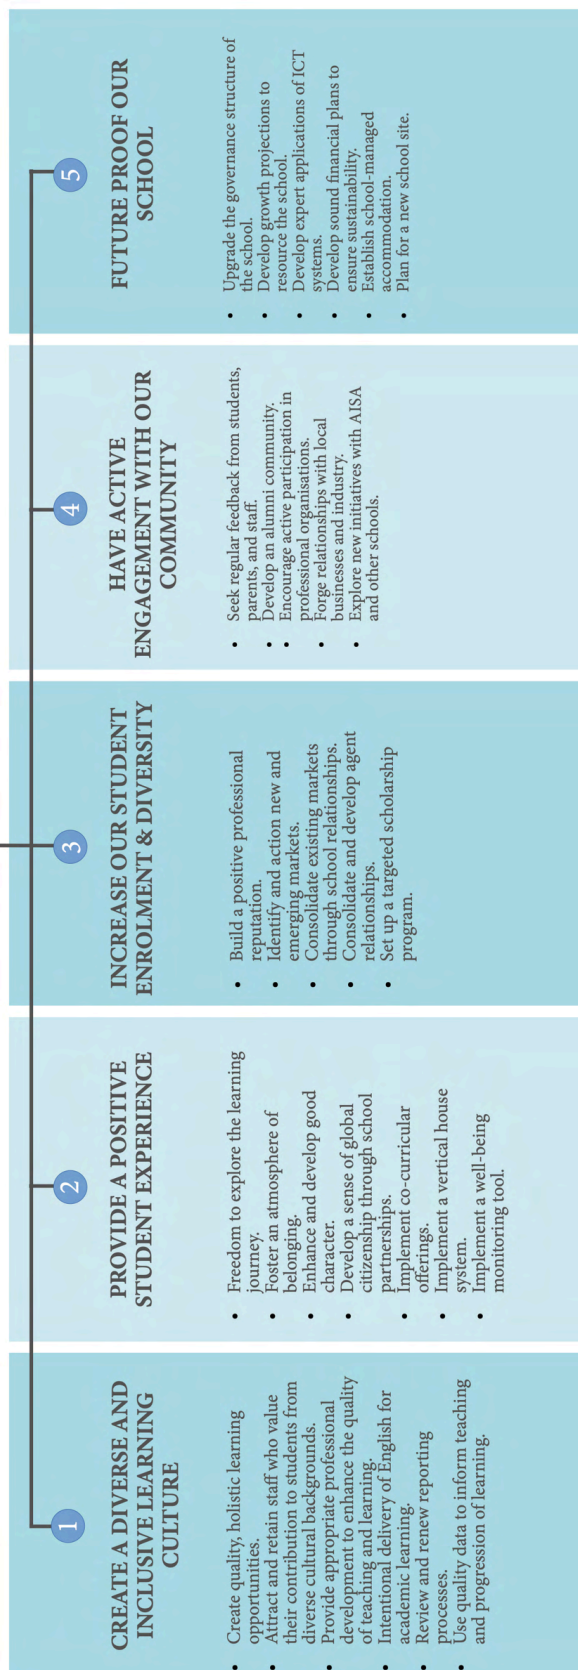 1
CREATE A DIVERSE AND
INCLUSIVE LEARNING
CULTURE
• Create quality, holistic learning
opportunities.
• Attract and retain staff who value
their contribution to students from
diverse cultural backgrounds.
• Provide appropriate professional
development to enhance the quality
of teaching and learning.
• Intentional delivery of English for
academic learning.
• Review and renew reporting
processes.
• Use quality data to inform teaching
and progression of learning.
2
PROVIDE A POSITIVE
STUDENT EXPERIENCE
• Freedom to explore the learning
journey.
• Foster an atmosphere of
belonging.
• Enhance and develop good
character.
• Develop a sense of global
citizenship through school
partnerships.
• Implement co-curricular
offerings.
• Implement a vertical house
system.
• Implement a well-being
monitoring tool.
3
INCREASE OUR STUDENT
ENROLMENT & DIVERSITY
• Build a positive professional
reputation.
• Identify and action new and
emerging markets.
• Consolidate existing markets
through school relationships.
• Consolidate and develop agent
relationships.
• Set up a targeted scholarship
program.
4
HAVE ACTIVE
ENGAGEMENT WITH OUR
COMMUNITY
• Seek regular feedback from students,
parents, and staff.
• Develop an alumni community.
• Encourage active participation in
professional organisations.
• Forge relationships with local
businesses and industry.
• Explore new initiatives with AISA
and other schools.
5
FUTURE PROOF OUR
SCHOOL
• Upgrade the governance structure of
the school.
• Develop growth projections to
resource the school.
• Develop expert applications of ICT
systems.
• Develop sound financial plans to
ensure sustainability.
• Establish school-managed
accommodation.
• Plan for a new school site.